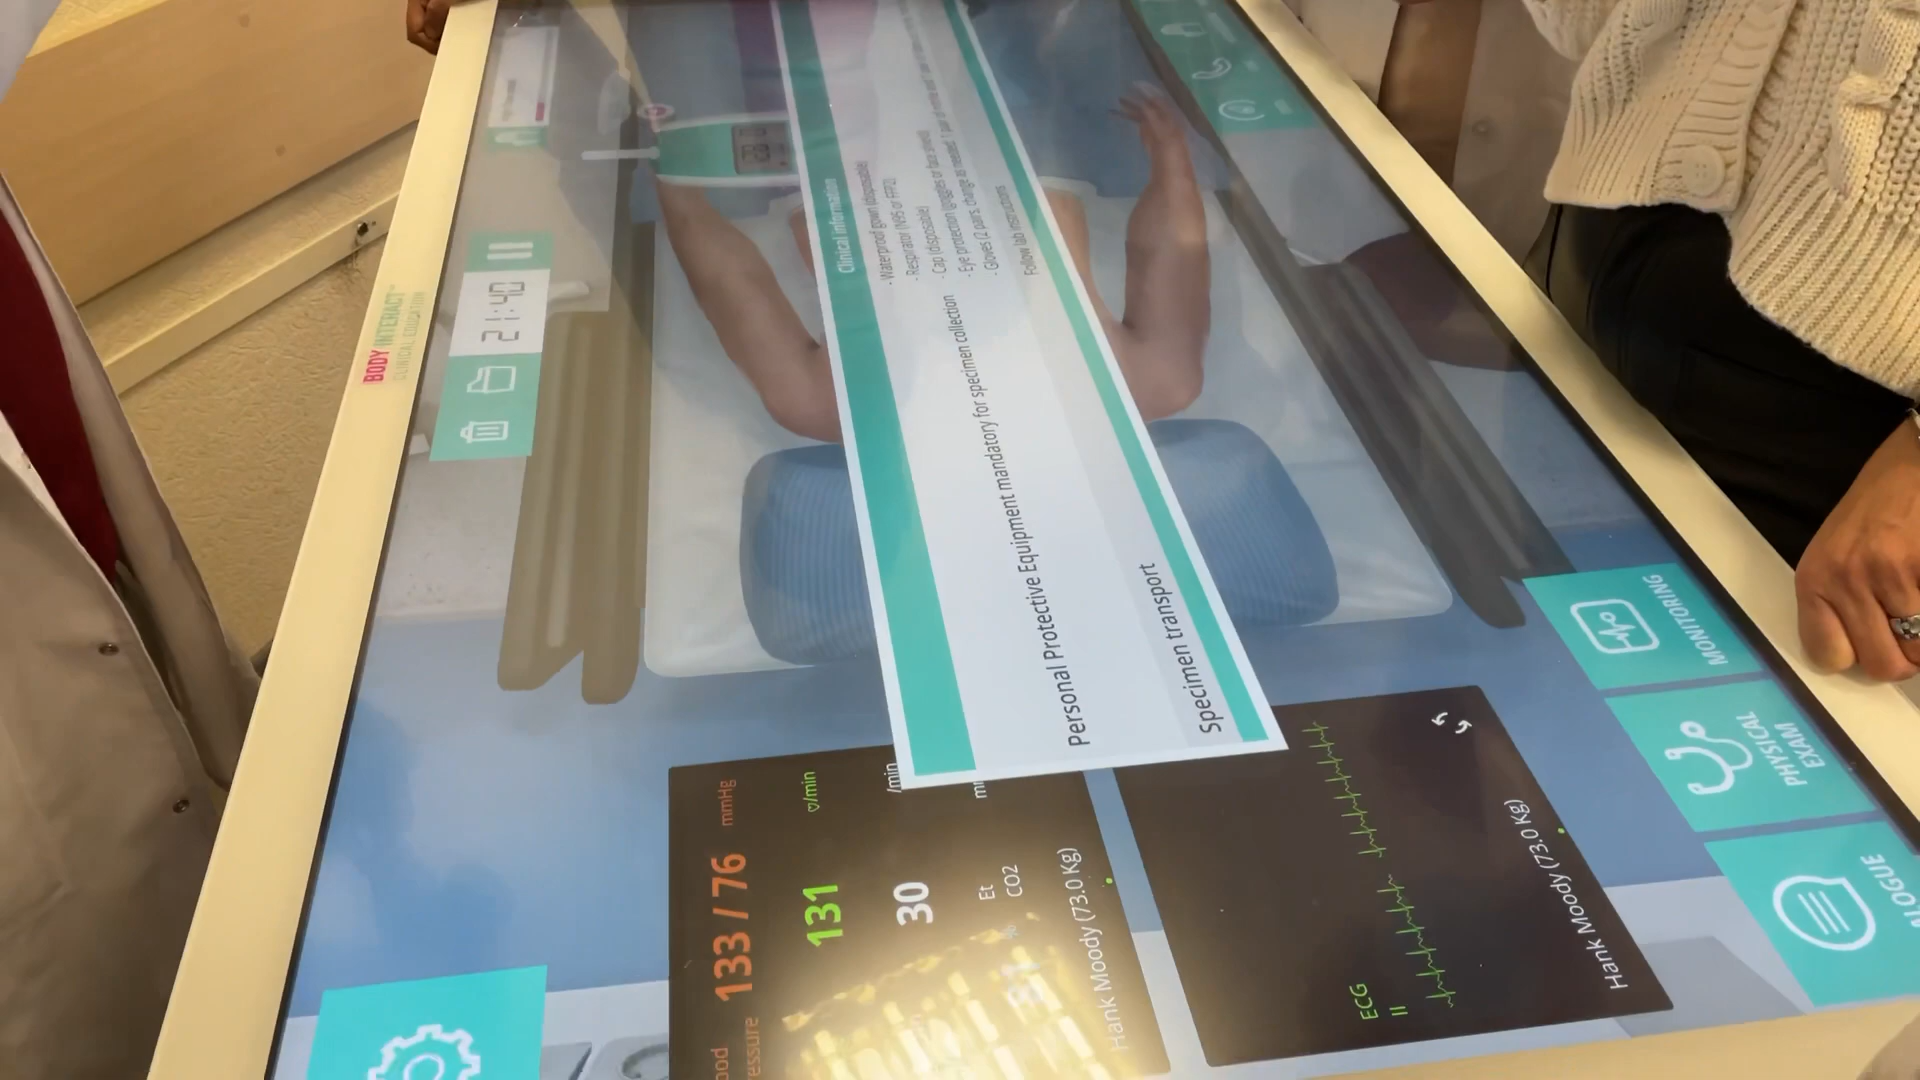 BODY INTERACT
CLINICAL EDUCATION
21:40
Clinical information
Personal Protective Equipment mandatory for specimen collection
- Waterproof gown (disposable)
- Respirator (N95 or FFP2)
- Cap (disposable)
- Eye protection (goggles or face shield)
- Gloves (2 pairs, change as needed, 1 pair
Specimen transport
Follow lab instructions
133 / 76 mmHg
131 /min
30 /min
Et
CO2
Hank Moody (73.0 Kg)
ECG
II
Hank Moody (73.0 Kg)
MONITORING
PHYSICAL
EXAM